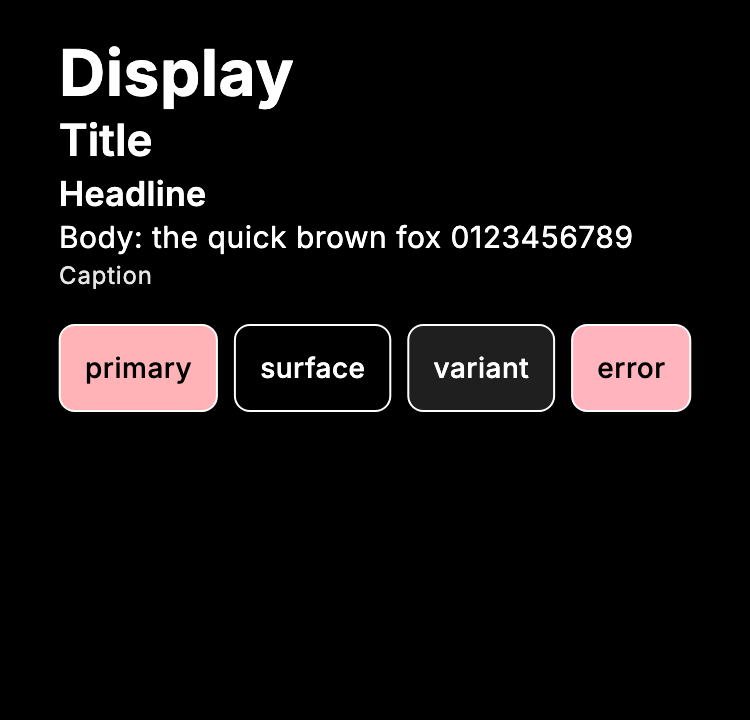 Display
Title
Headline
Body: the quick brown fox 0123456789
Caption
primary surface variant error